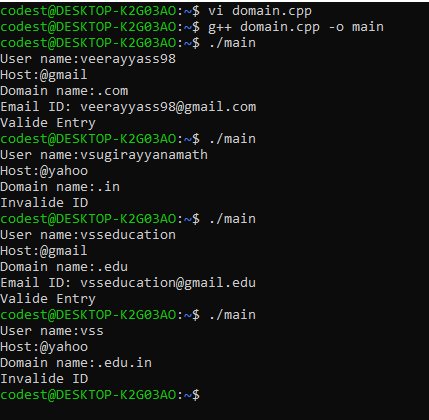 codest@DESKTOP-K2G03AO:~$ vi domain.cpp
codest@DESKTOP-K2G03AO:~$ g++ domain.cpp -o main
codest@DESKTOP-K2G03AO:~$ ./main
User name:veerayyass98
Host:@gmail
Domain name:.com
Email ID: veerayyass98@gmail.com
Valide Entry
codest@DESKTOP-K2G03AO:~$ ./main
User name:vsugirayyanamath
Host:@yahoo
Domain name:.in
Invalide ID
codest@DESKTOP-K2G03AO:~$ ./main
User name:vsseducation
Host:@gmail
Domain name:.edu
Email ID: vsseducation@gmail.edu
Valide Entry
codest@DESKTOP-K2G03AO:~$ ./main
User name:vss
Host:@yahoo
Domain name:.edu.in
Invalide ID
codest@DESKTOP-K2G03AO:~$